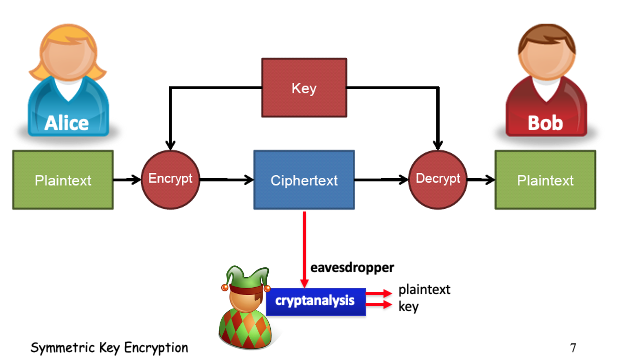 Alice
Bob
Key
Plaintext
Encrypt
Ciphertext
Decrypt
Plaintext
eavesdropper
cryptanalysis
plaintext
key
Symmetric Key Encryption
7